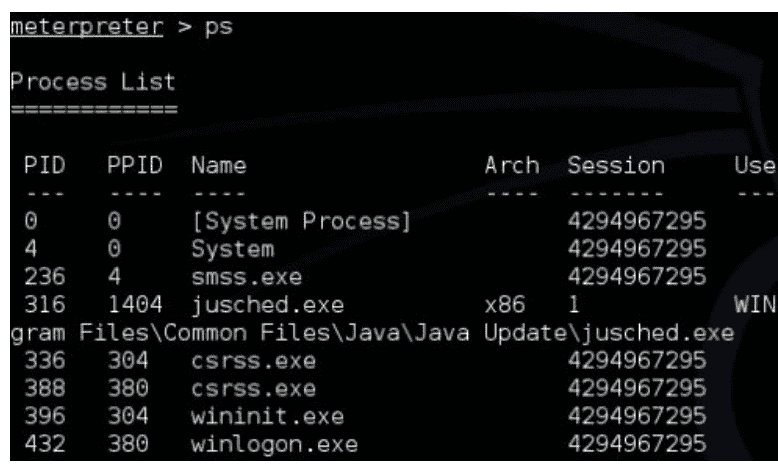 meterpreter > ps
Process List
============
PID PPID Name Arch Session Use
--- ---- ---- ---- ------- ---
0 0 [System Process] 4294967295
4 0 System 4294967295
236 4 smss.exe 4294967295
316 1404 jusched.exe x86 1 WIN
gram Files\Common Files\Java\Java Update\jusched.exe
336 304 csrss.exe 4294967295
388 380 csrss.exe 4294967295
396 304 wininit.exe 4294967295
432 380 winlogon.exe 4294967295